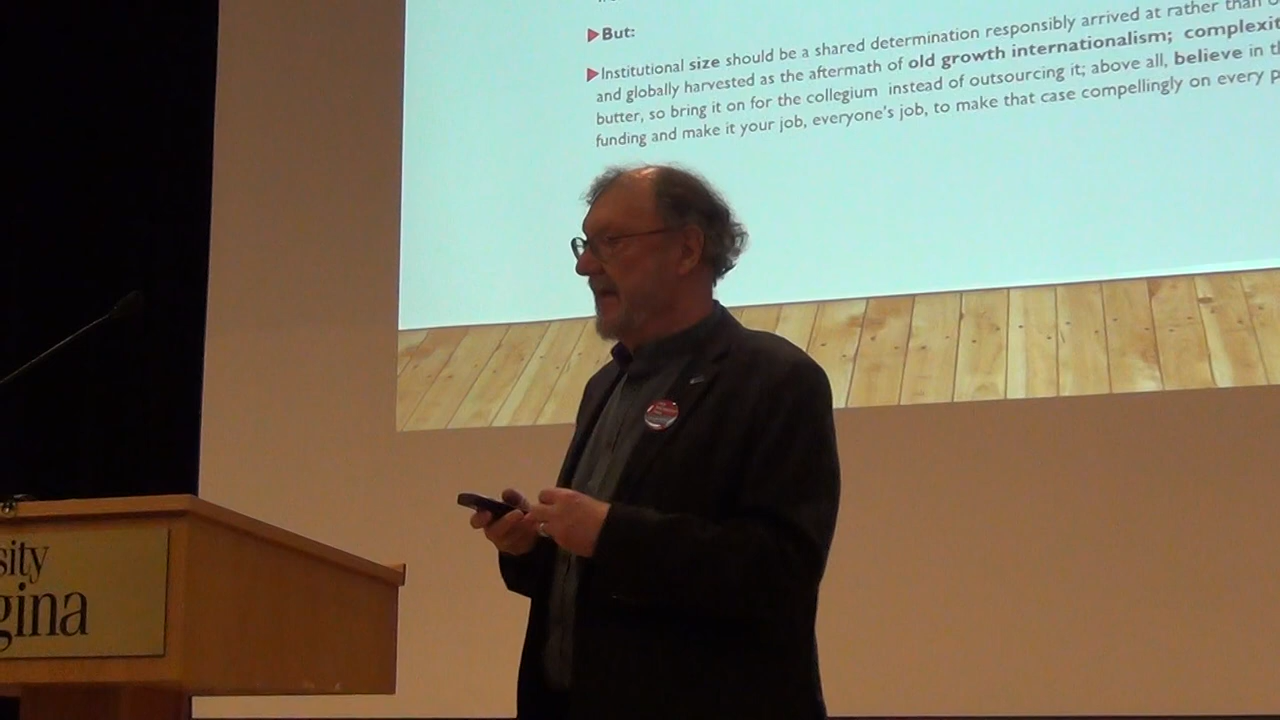 But:
Institutional size should be a shared determination responsibly arrived at rather than
and globally harvested as the aftermath of old growth internationalism; complexit
butter, so bring it on for the collegium instead of outsourcing it; above all, believe in th
funding and make it your job, everyone's job, to make that case compellingly on every p
sity
gina